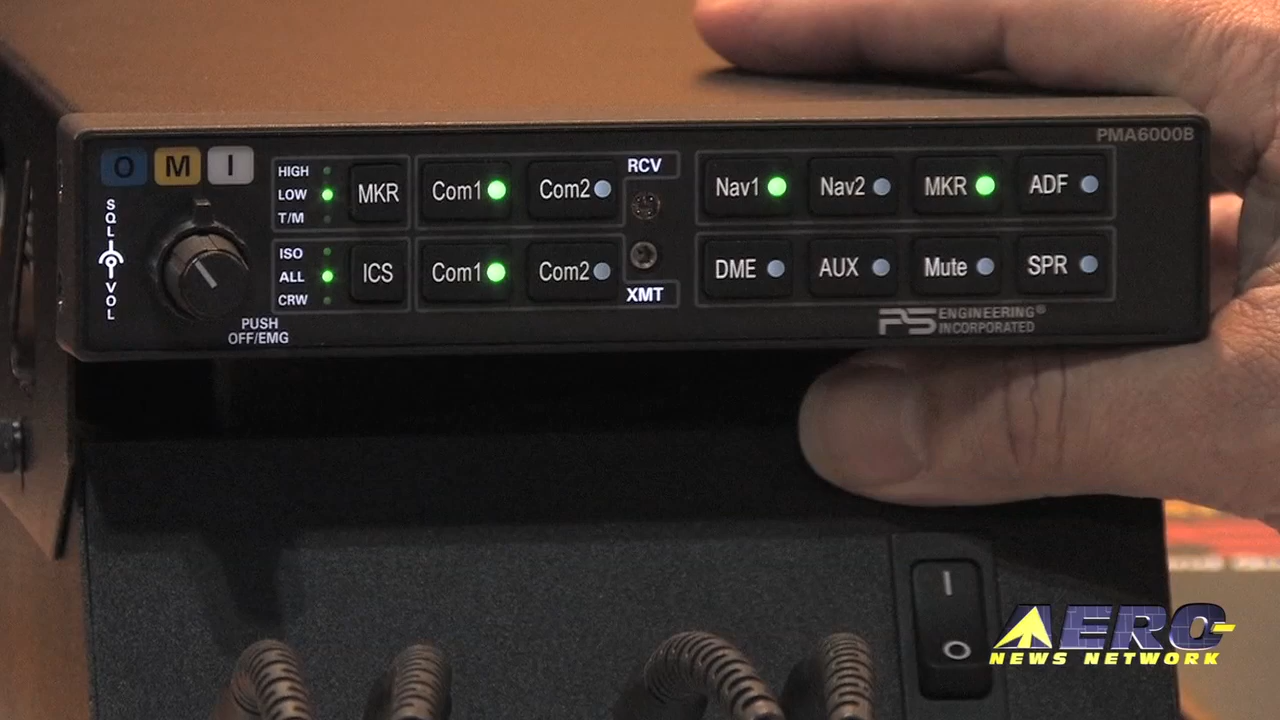 PMA6000B
O M I
SQL VOL
PUSH
OFF/EMG
HIGH
LOW
T/M
MKR
ISO
ALL
CRW
ICS
Com1 Com2 RCV
Com1 Com2 XMT
Nav1 Nav2 MKR ADF
DME AUX Mute SPR
PS ENGINEERING®
INCORPORATED
AERO
NEWS NETWORK